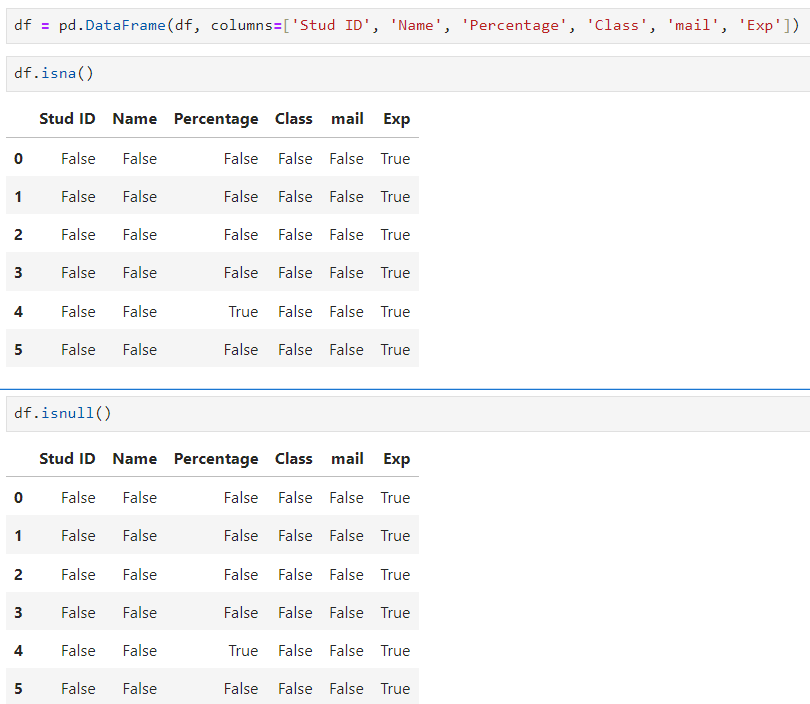 df = pd.DataFrame(df, columns=['Stud ID', 'Name', 'Percentage', 'Class', 'mail', 'Exp'])
df.isna()
Stud ID Name Percentage Class mail Exp
0 False False False False False True
1 False False False False False True
2 False False False False False True
3 False False False False False True
4 False False True False False True
5 False False False False False True
df.isnull()
Stud ID Name Percentage Class mail Exp
0 False False False False False True
1 False False False False False True
2 False False False False False True
3 False False False False False True
4 False False True False False True
5 False False False False False True